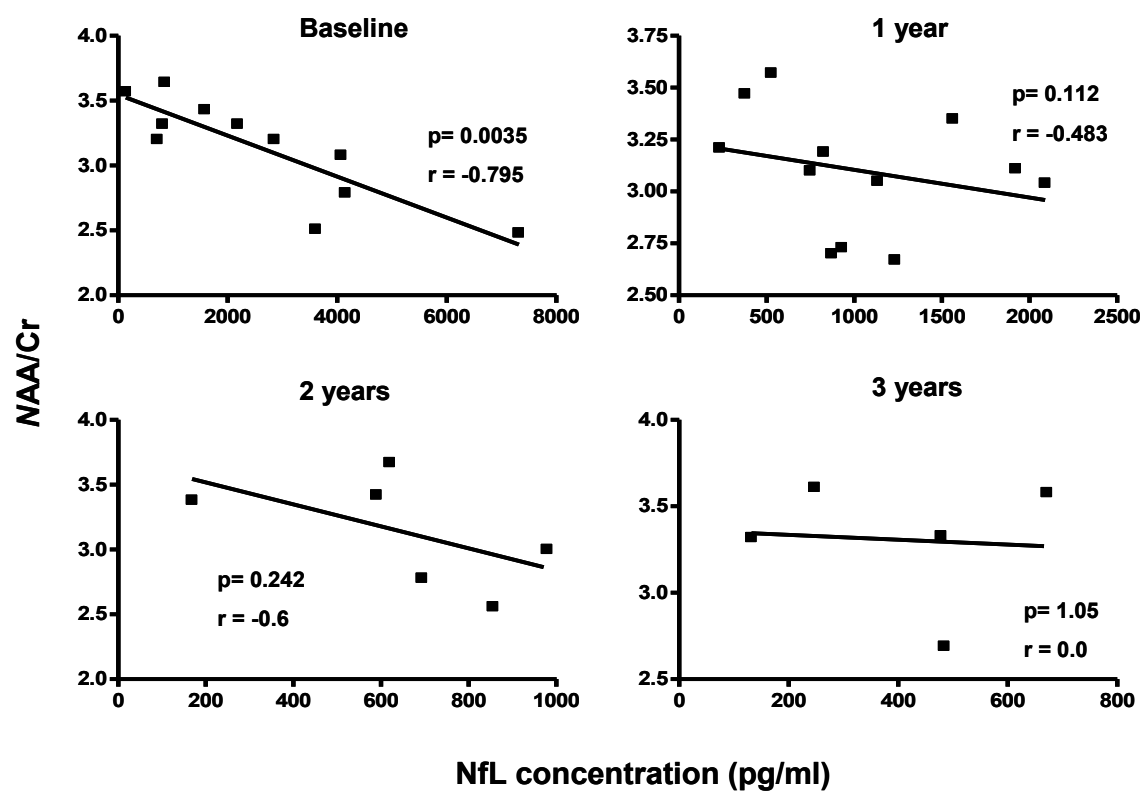 Baseline
4.0
3.5
3.0
2.5
2.0
0 2000 4000 6000 8000
p= 0.0035
r = -0.795
1 year
3.75
3.50
3.25
3.00
2.75
2.50
0 500 1000 1500 2000 2500
p= 0.112
r = -0.483
NAA/Cr
2 years
4.0
3.5
3.0
2.5
2.0
0 200 400 600 800 1000
p= 0.242
r = -0.6
3 years
4.0
3.5
3.0
2.5
0 200 400 600 800
p= 1.05
r = 0.0
NfL concentration (pg/ml)